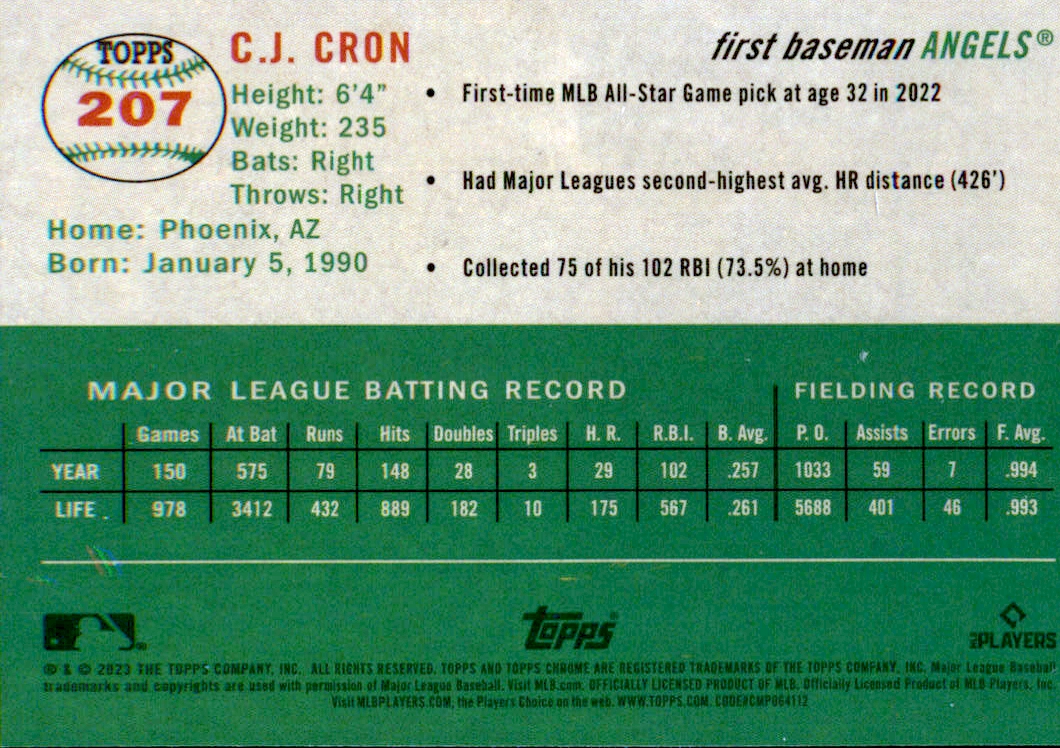 TOPPS
207
C.J. CRON
first baseman ANGELS®
Height: 6'4"
Weight: 235
Bats: Right
Throws: Right
Home: Phoenix, AZ
Born: January 5, 1990
• First-time MLB All-Star Game pick at age 32 in 2022
• Had Major Leagues second-highest avg. HR distance (426')
• Collected 75 of his 102 RBI (73.5%) at home
MAJOR LEAGUE BATTING RECORD FIELDING RECORD
Games At Bat Runs Hits Doubles Triples H. R. R.B.I. B. Avg. P. O. Assists Errors F. Avg.
YEAR 150 575 79 148 28 3 29 102 .257 1033 59 7 .994
LIFE 978 3412 432 889 182 10 175 567 .261 5688 401 46 .993
topps
MLB PLAYERS
® & © 2023 THE TOPPS COMPANY, INC. ALL RIGHTS RESERVED. TOPPS AND TOPPS CHROME ARE REGISTERED TRADEMARKS OF THE TOPPS COMPANY, INC. Major League Baseball
trademarks and copyrights are used with permission of Major League Baseball. Visit MLB.com. OFFICIALLY LICENSED PRODUCT OF MLB. Officially Licensed Product of MLB Players, Inc.
Visit MLBPLAYERS.COM, the Players Choice on the web. WWW.TOPPS.COM. CODE#CMP064112